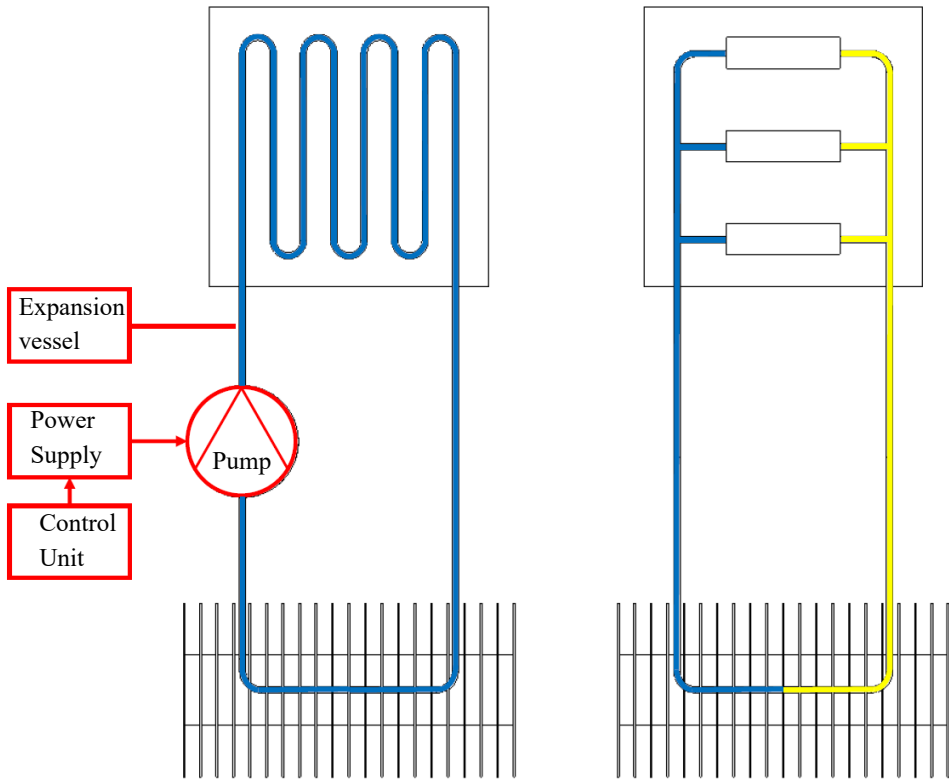 Expansion
vessel
Power
Supply
Pump
Control
Unit